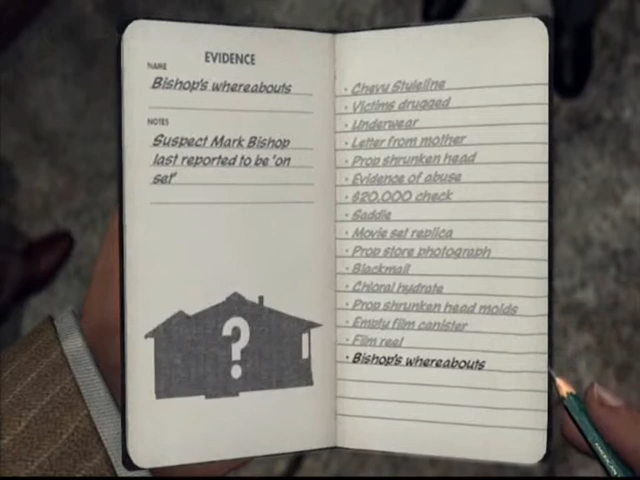 EVIDENCE
NAME
Bishop's whereabouts
NOTES
Suspect Mark Bishop
last reported to be 'on
set'
?
• Chevy Styleline
• Victims drugged
• Underwear
• Letter from mother
• Prop shrunken head
• Evidence of abuse
• $20,000 check
• Saddle
• Movie set replica
• Prop store photograph
• Blackmail
• Chloral hydrate
• Prop shrunken head molds
• Empty film canister
• Film reel
• Bishop's whereabouts